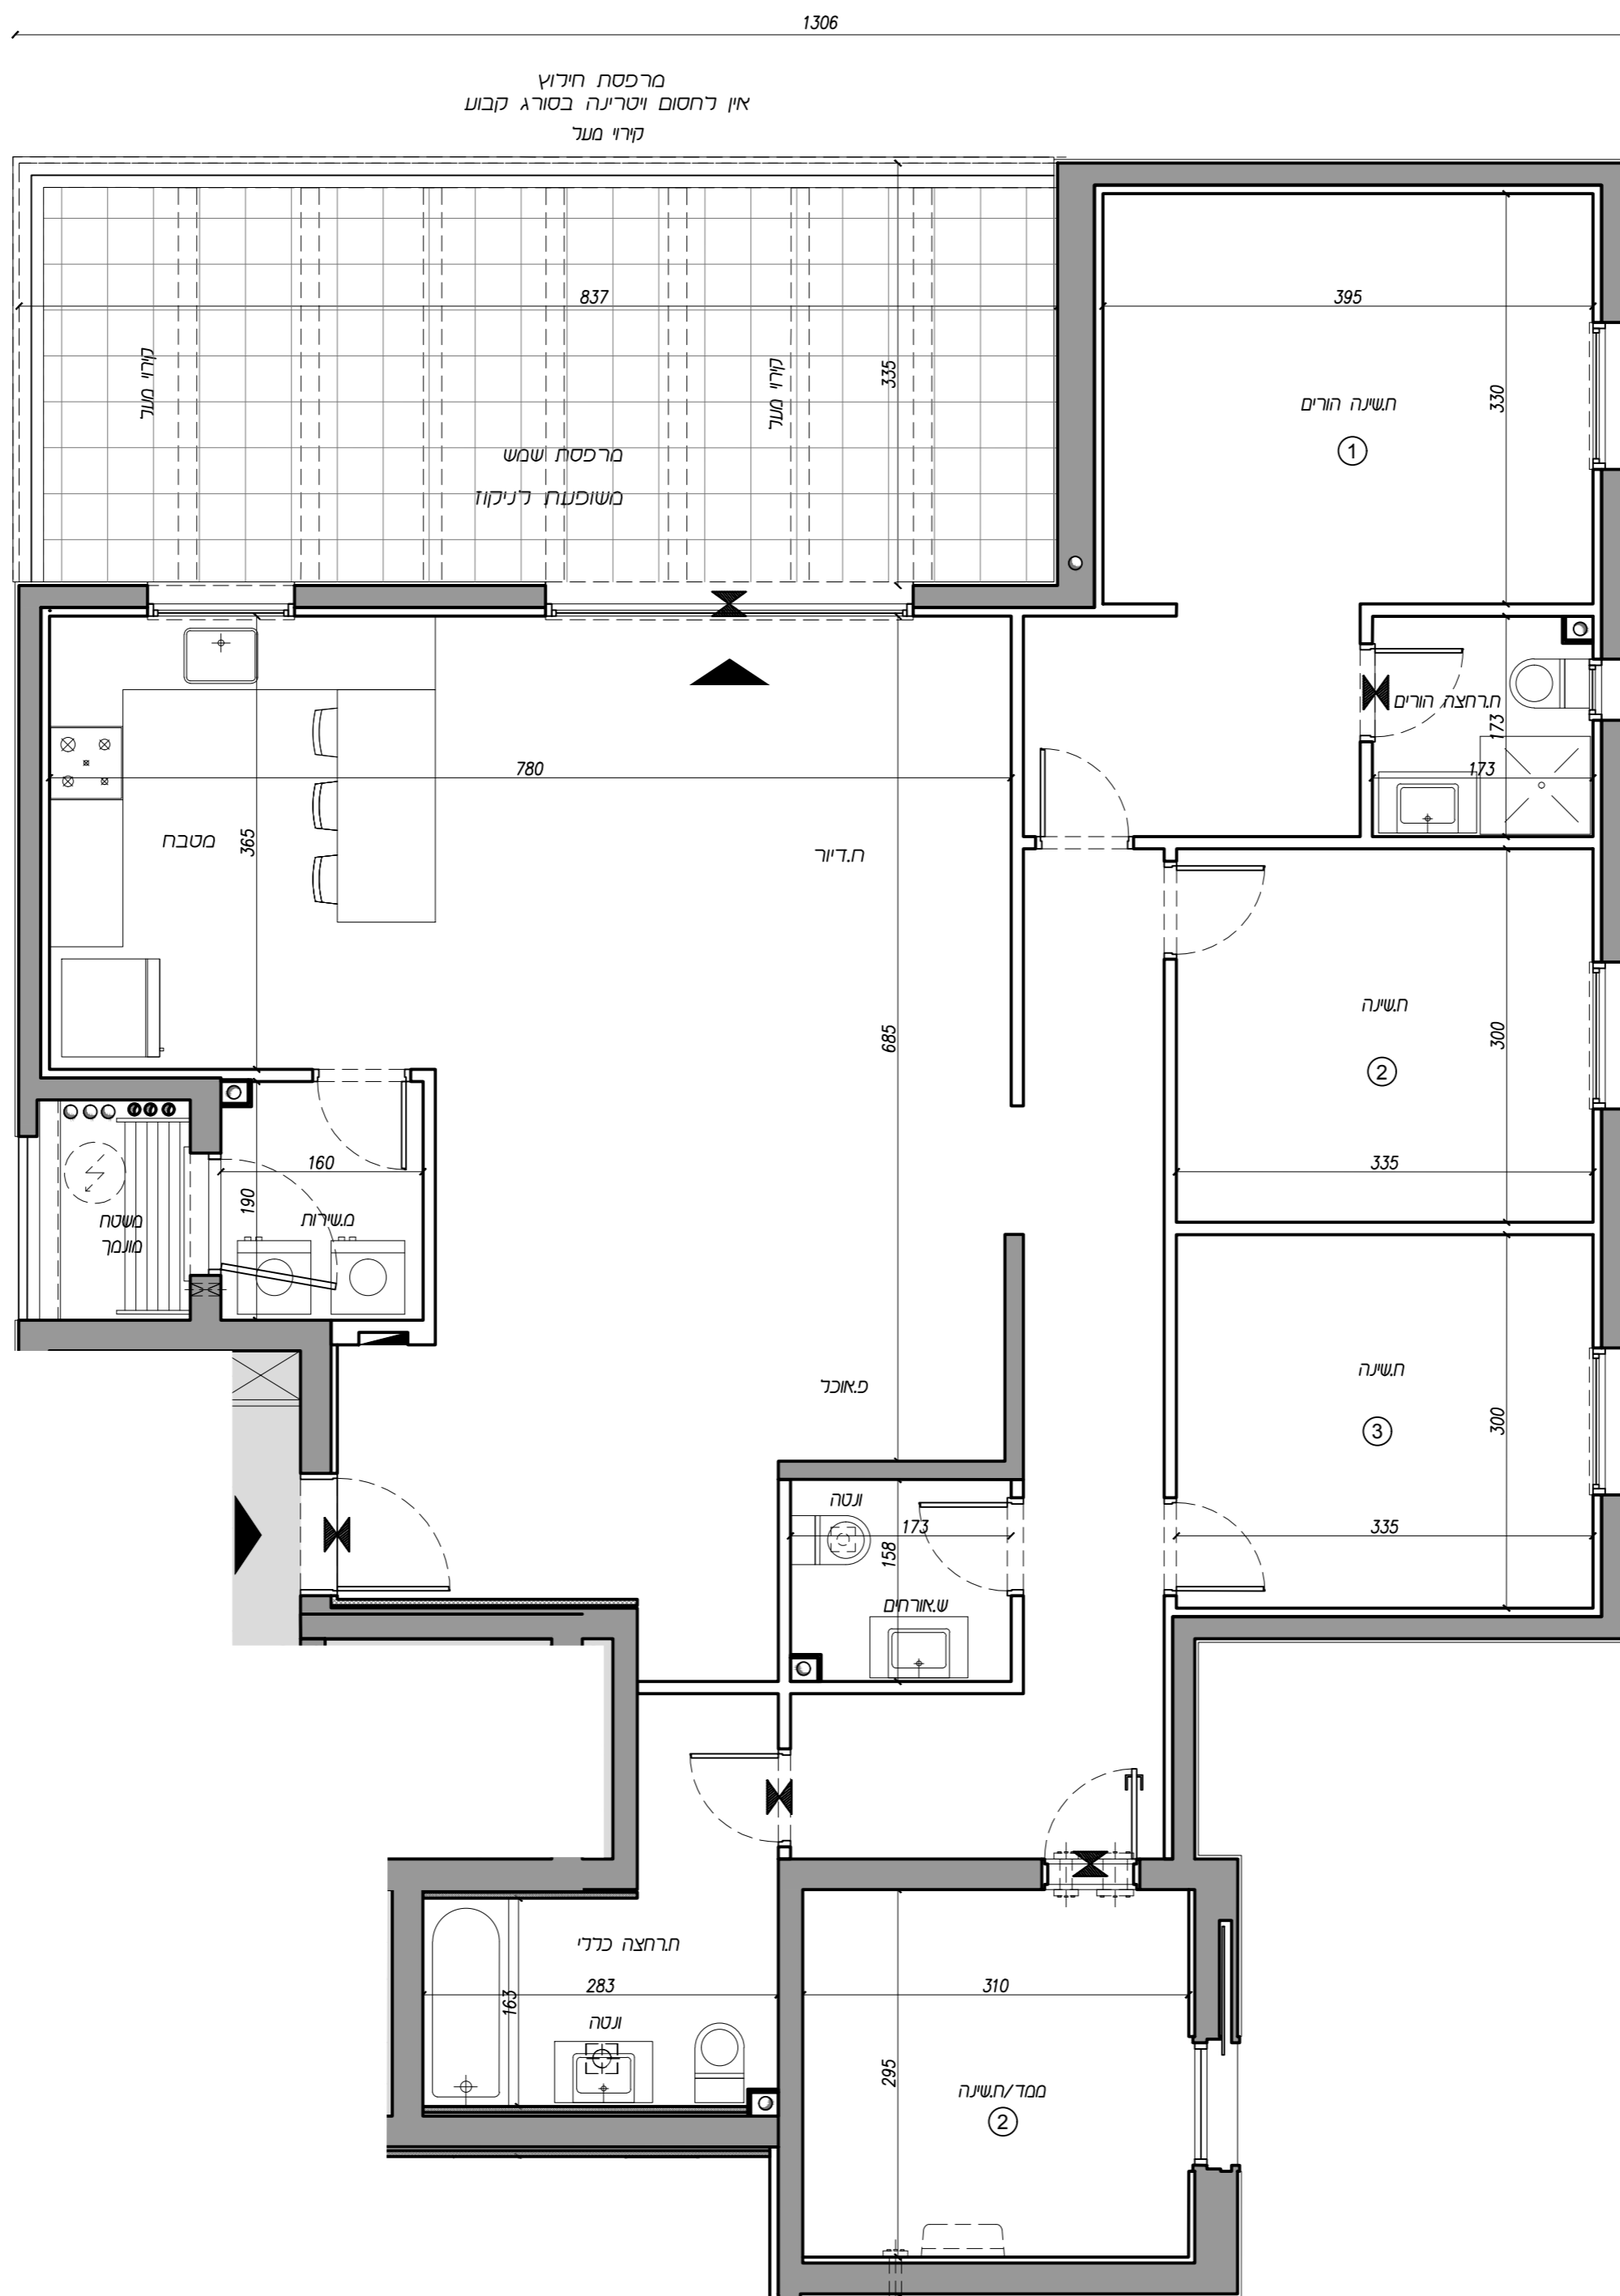 1306
מרפסת חילוץ
אין לחסום ויטרינה בסורג קבוע
קירוי מעל
837
395
קירוי מעל
קירוי מעל
335
330
ח.שינה הורים
1
מרפסת שמש
משופעת לניקוז
ח.רחצה הורים
173
173
780
מטבח
365
ח.דיור
685
ח.שינה
300
2
335
160
190
משטח
מונמך
מ.שירות
פ.אוכל
ח.שינה
300
3
335
ונטה
173
158
ש.אורחים
ח.רחצה כללי
283
163
ונטה
310
295
ממד/ח.שינה
2